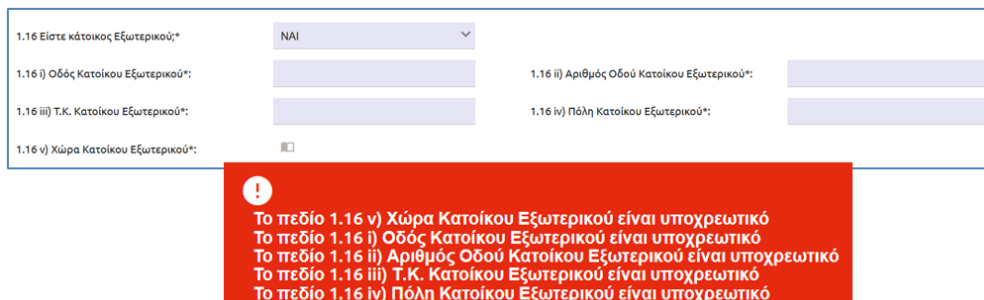 1.16 Είστε κάτοικος Εξωτερικού;* ΝΑΙ
1.16 i) Οδός Κατοίκου Εξωτερικού*: 1.16 ii) Αριθμός Οδού Κατοίκου Εξωτερικού*:
1.16 iii) Τ.Κ. Κατοίκου Εξωτερικού*: 1.16 iv) Πόλη Κατοίκου Εξωτερικού*:
1.16 v) Χώρα Κατοίκου Εξωτερικού*:
!
Το πεδίο 1.16 v) Χώρα Κατοίκου Εξωτερικού είναι υποχρεωτικό
Το πεδίο 1.16 i) Οδός Κατοίκου Εξωτερικού είναι υποχρεωτικό
Το πεδίο 1.16 ii) Αριθμός Οδού Κατοίκου Εξωτερικού είναι υποχρεωτικό
Το πεδίο 1.16 iii) Τ.Κ. Κατοίκου Εξωτερικού είναι υποχρεωτικό
Το πεδίο 1.16 iv) Πόλη Κατοίκου Εξωτερικού είναι υποχρεωτικό